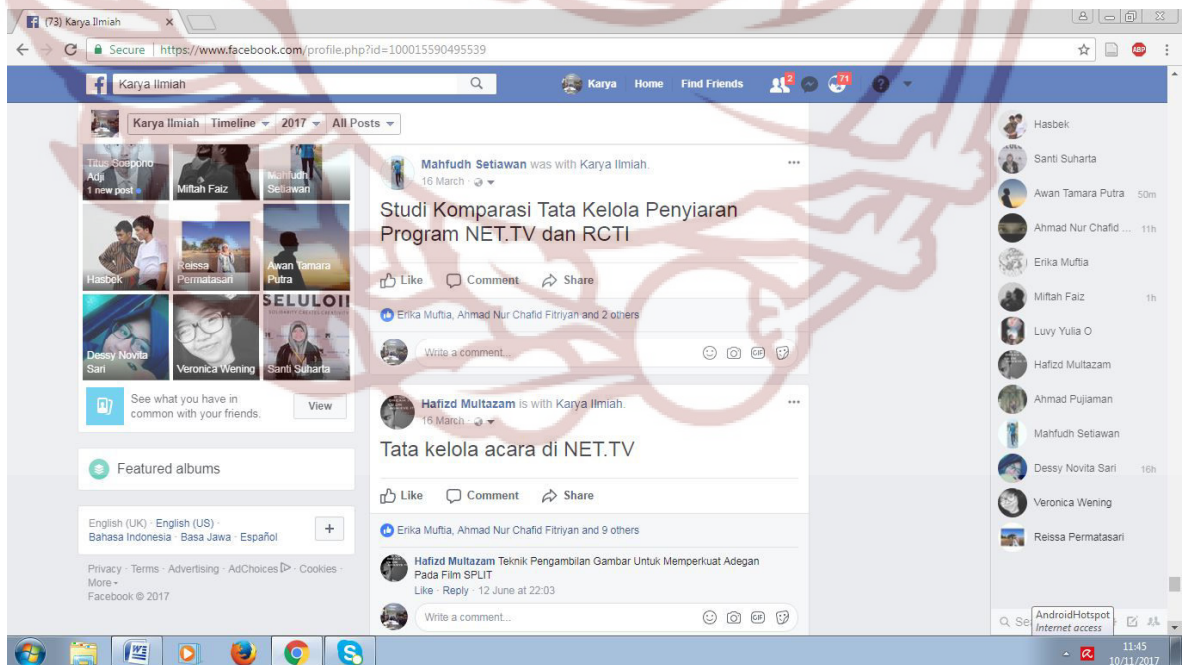 (73) Karya Ilmiah
Secure https://www.facebook.com/profile.php?id=100015590495539
ABP
Karya Ilmiah
Karya Home Find Friends 2 71
Karya Ilmiah Timeline 2017 All Posts
Titus Soepono
Adji
1 new post
Miftah Faiz
Mahfudh
Setiawan
Hasbek
Reissa
Permatasari
Awan Tamara
Putra
SELULOI
Dessy Novita
Sari
Veronica Wening
Santi Suharta
See what you have in
common with your friends.
View
Featured albums
English (UK) · English (US) ·
Bahasa Indonesia · Basa Jawa · Español
Privacy · Terms · Advertising · AdChoices · Cookies ·
More
Facebook © 2017
Mahfudh Setiawan was with Karya Ilmiah.
16 March
Studi Komparasi Tata Kelola Penyiaran
Program NET.TV dan RCTI
Like Comment Share
Erika Muftia, Ahmad Nur Chafid Fitriyan and 2 others
Write a comment...
GIF
Hafizd Multazam is with Karya Ilmiah.
16 March
Tata kelola acara di NET.TV
Like Comment Share
Erika Muftia, Ahmad Nur Chafid Fitriyan and 9 others
Hafizd Multazam Teknik Pengambilan Gambar Untuk Memperkuat Adegan
Pada Film SPLIT
Like · Reply · 12 June at 22:03
Write a comment...
GIF
Hasbek
Santi Suharta
Awan Tamara Putra 50m
Ahmad Nur Chafid ... 11h
Erika Muftia
Miftah Faiz 1h
Luvy Yulia O
Hafizd Multazam
Ahmad Pujiaman
Mahfudh Setiawan
Dessy Novita Sari 16h
Veronica Wening
Reissa Permatasari
AndroidHotspot
Internet access
11:45
10/11/2017